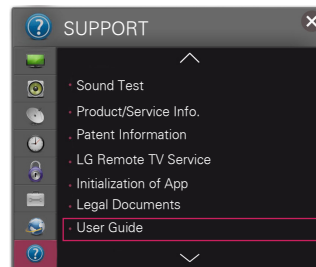 SUPPORT
Sound Test
Product/Service Info.
Patent Information
LG Remote TV Service
Initialization of App
Legal Documents
User Guide